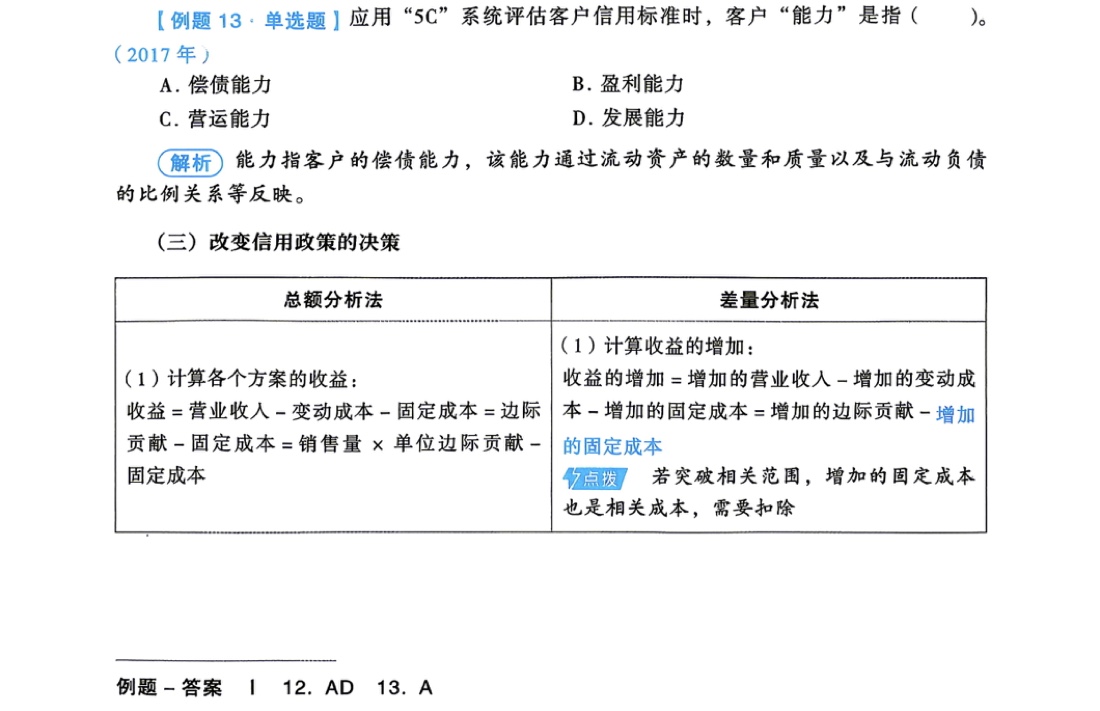 【例题 13·单选题】应用“5C”系统评估客户信用标准时，客户“能力”是指（　　）。
（2017 年）
A. 偿债能力
B. 盈利能力
C. 营运能力
D. 发展能力
解析 能力指客户的偿债能力，该能力通过流动资产的数量和质量以及与流动负债
的比例关系等反映。
（三）改变信用政策的决策
总额分析法
（1）计算各个方案的收益：
收益 = 营业收入 - 变动成本 - 固定成本 = 边际
贡献 - 固定成本 = 销售量 × 单位边际贡献 -
固定成本
差量分析法
（1）计算收益的增加：
收益的增加 = 增加的营业收入 - 增加的变动成
本 - 增加的固定成本 = 增加的边际贡献 - 增加
的固定成本
点拨 若突破相关范围，增加的固定成本
也是相关成本，需要扣除
例题 - 答案 | 12. AD 13. A